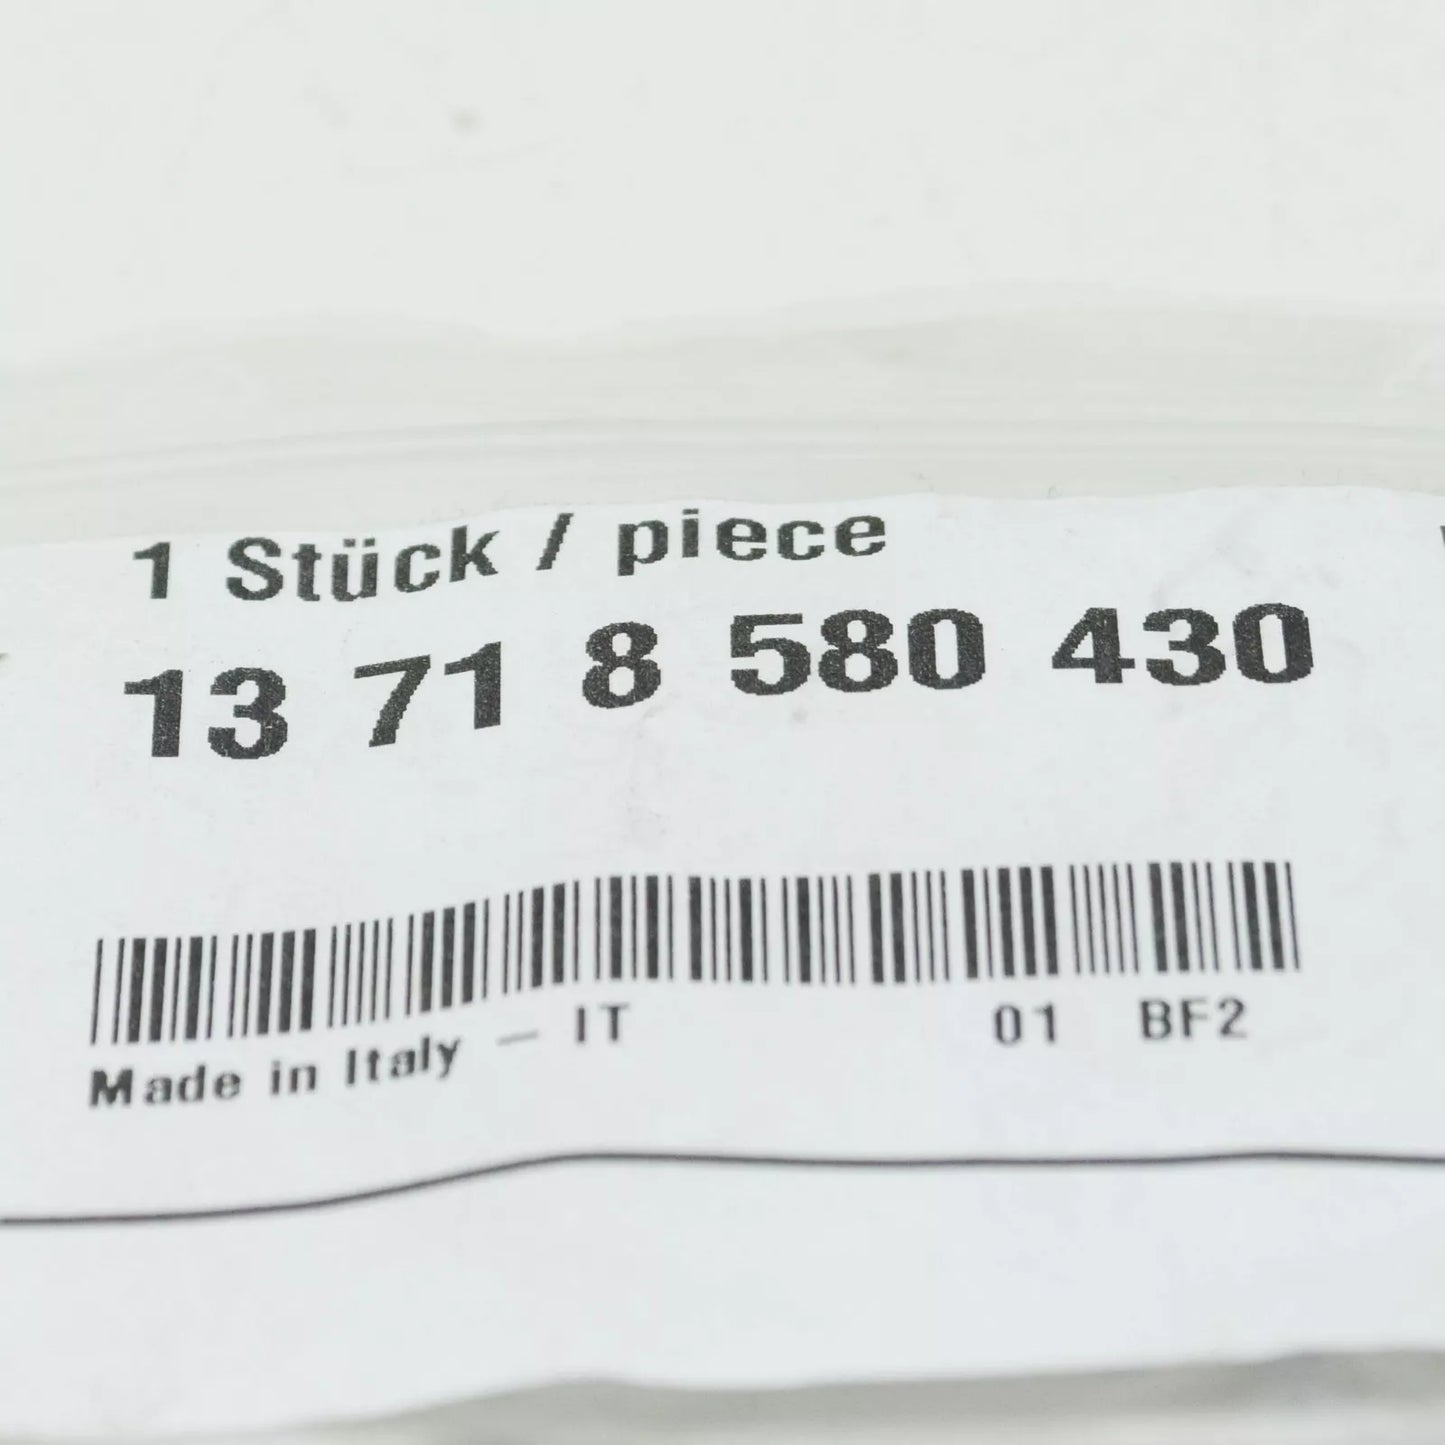 1 Stück / piece
13 71 8 580 430
Made in Italy - IT 01 BF2